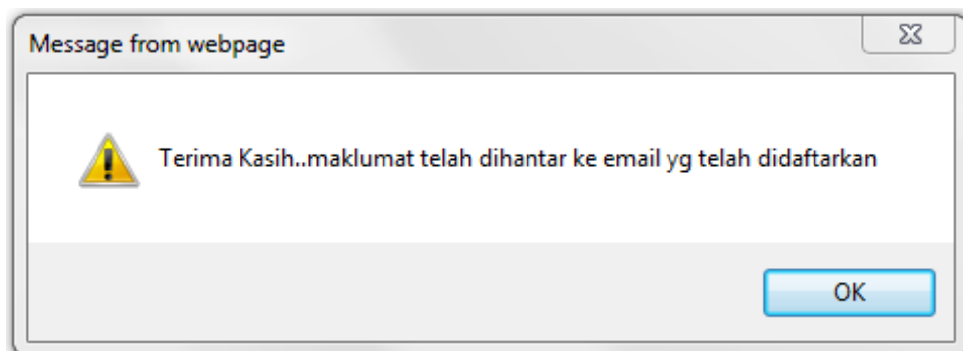 Message from webpage
Terima Kasih..maklumat telah dihantar ke email yg telah didaftarkan
OK